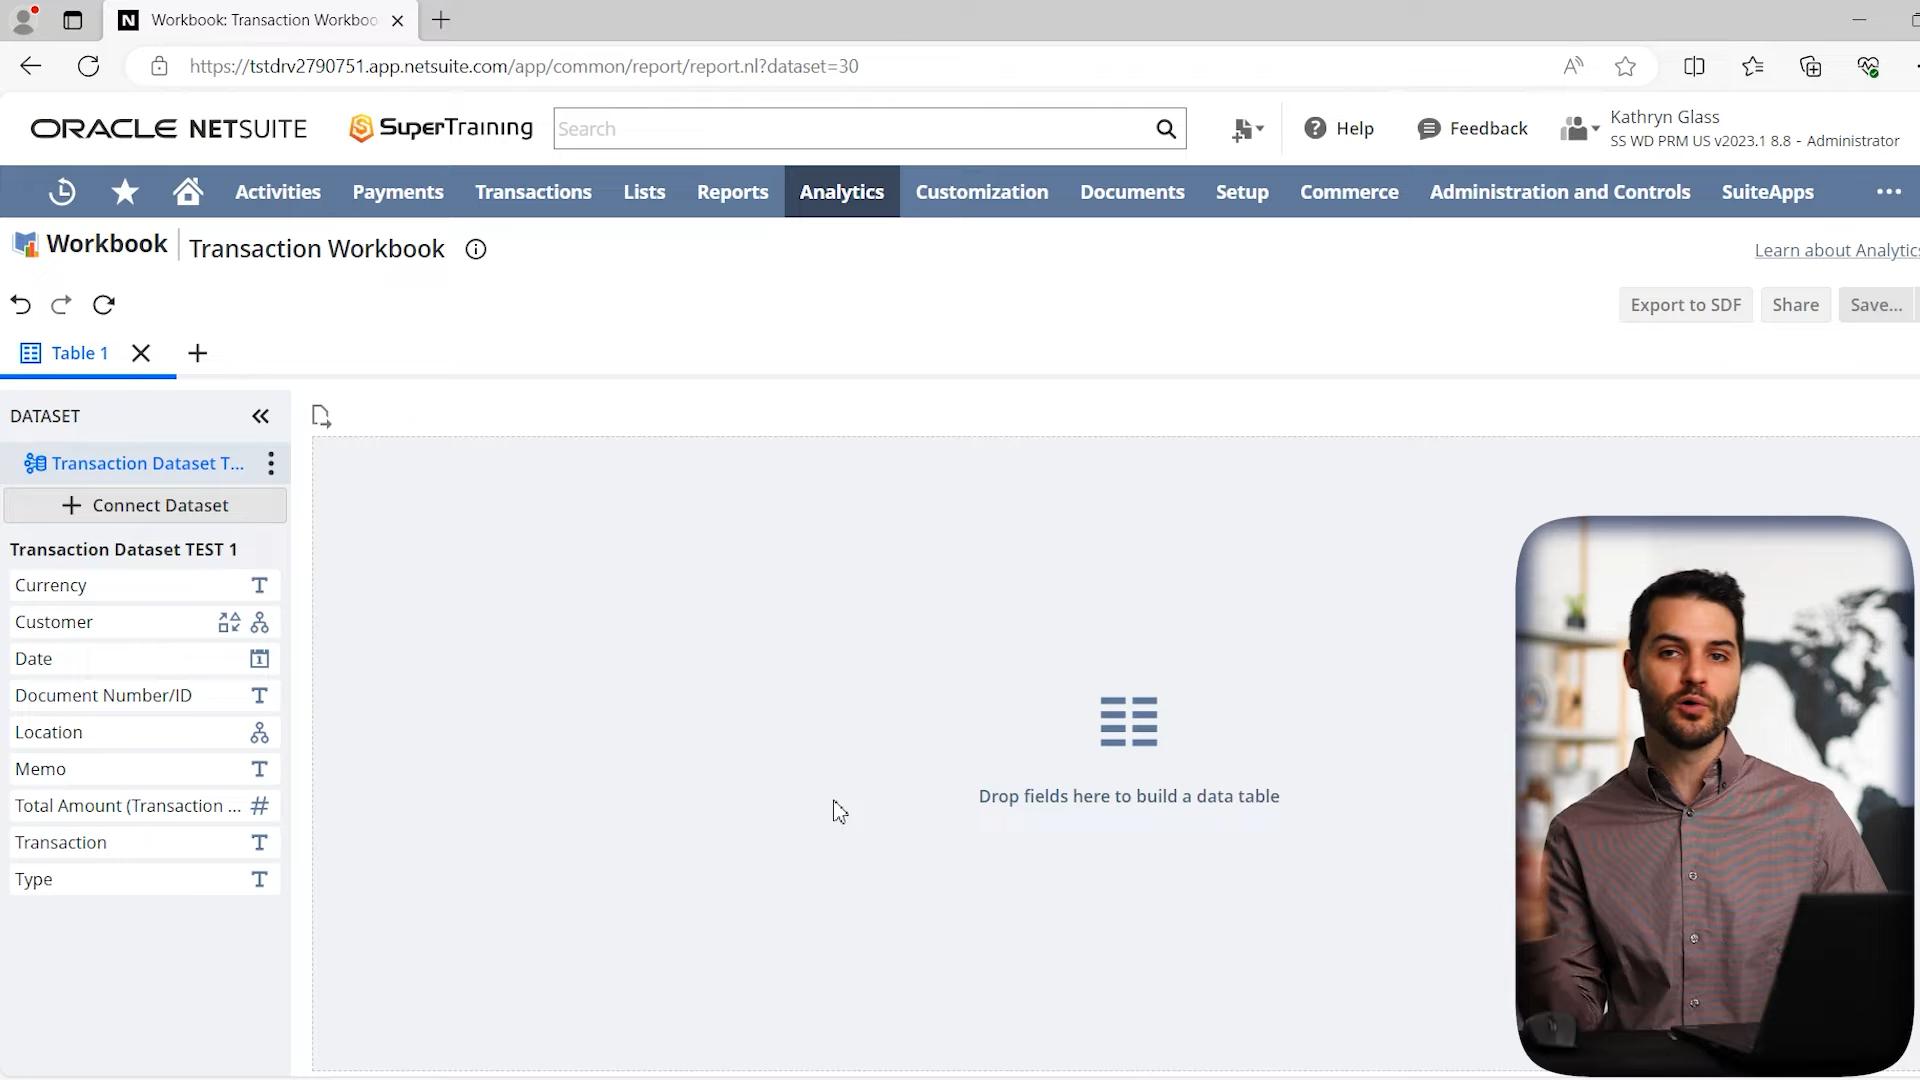 Workbook: Transaction Workboo
https://tstdrv2790751.app.netsuite.com/app/common/report/report.nl?dataset=30
ORACLE NETSUITE
SuperTraining
Search
Help
Feedback
Kathryn Glass
SS WD PRM US v2023.1 8.8 - Administrator
Activities
Payments
Transactions
Lists
Reports
Analytics
Customization
Documents
Setup
Commerce
Administration and Controls
SuiteApps
Workbook
Transaction Workbook
Learn about Analytics
Export to SDF
Share
Save...
Table 1
DATASET
Transaction Dataset T...
Connect Dataset
Transaction Dataset TEST 1
Currency
Customer
Date
Document Number/ID
Location
Memo
Total Amount (Transaction ...
Transaction
Type
Drop fields here to build a data table